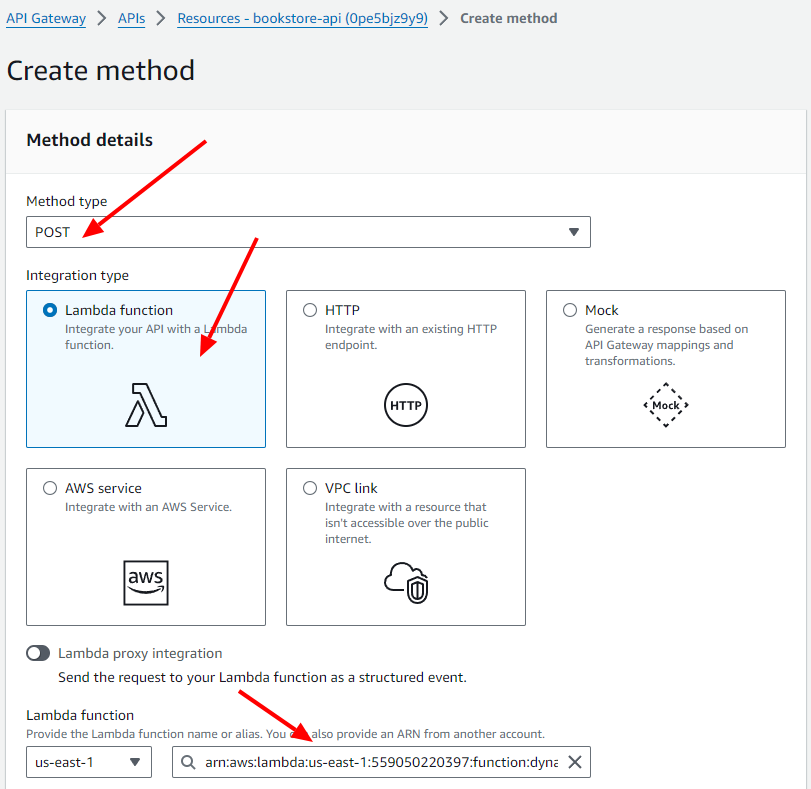 API Gateway > APIs > Resources - bookstore-api (0pe5bjz9y9) > Create method
Create method
Method details
Method type
POST
Integration type
Lambda function
Integrate your API with a Lambda
function.
HTTP
Integrate with an existing HTTP
endpoint.
HTTP
Mock
Generate a response based on
API Gateway mappings and
transformations.
Mock
AWS service
Integrate with an AWS Service.
aws
VPC link
Integrate with a resource that
isn't accessible over the public
internet.
Lambda proxy integration
Send the request to your Lambda function as a structured event.
Lambda function
Provide the Lambda function name or alias. You can also provide an ARN from another account.
us-east-1
arn:aws:lambda:us-east-1:559050220397:function:dyna